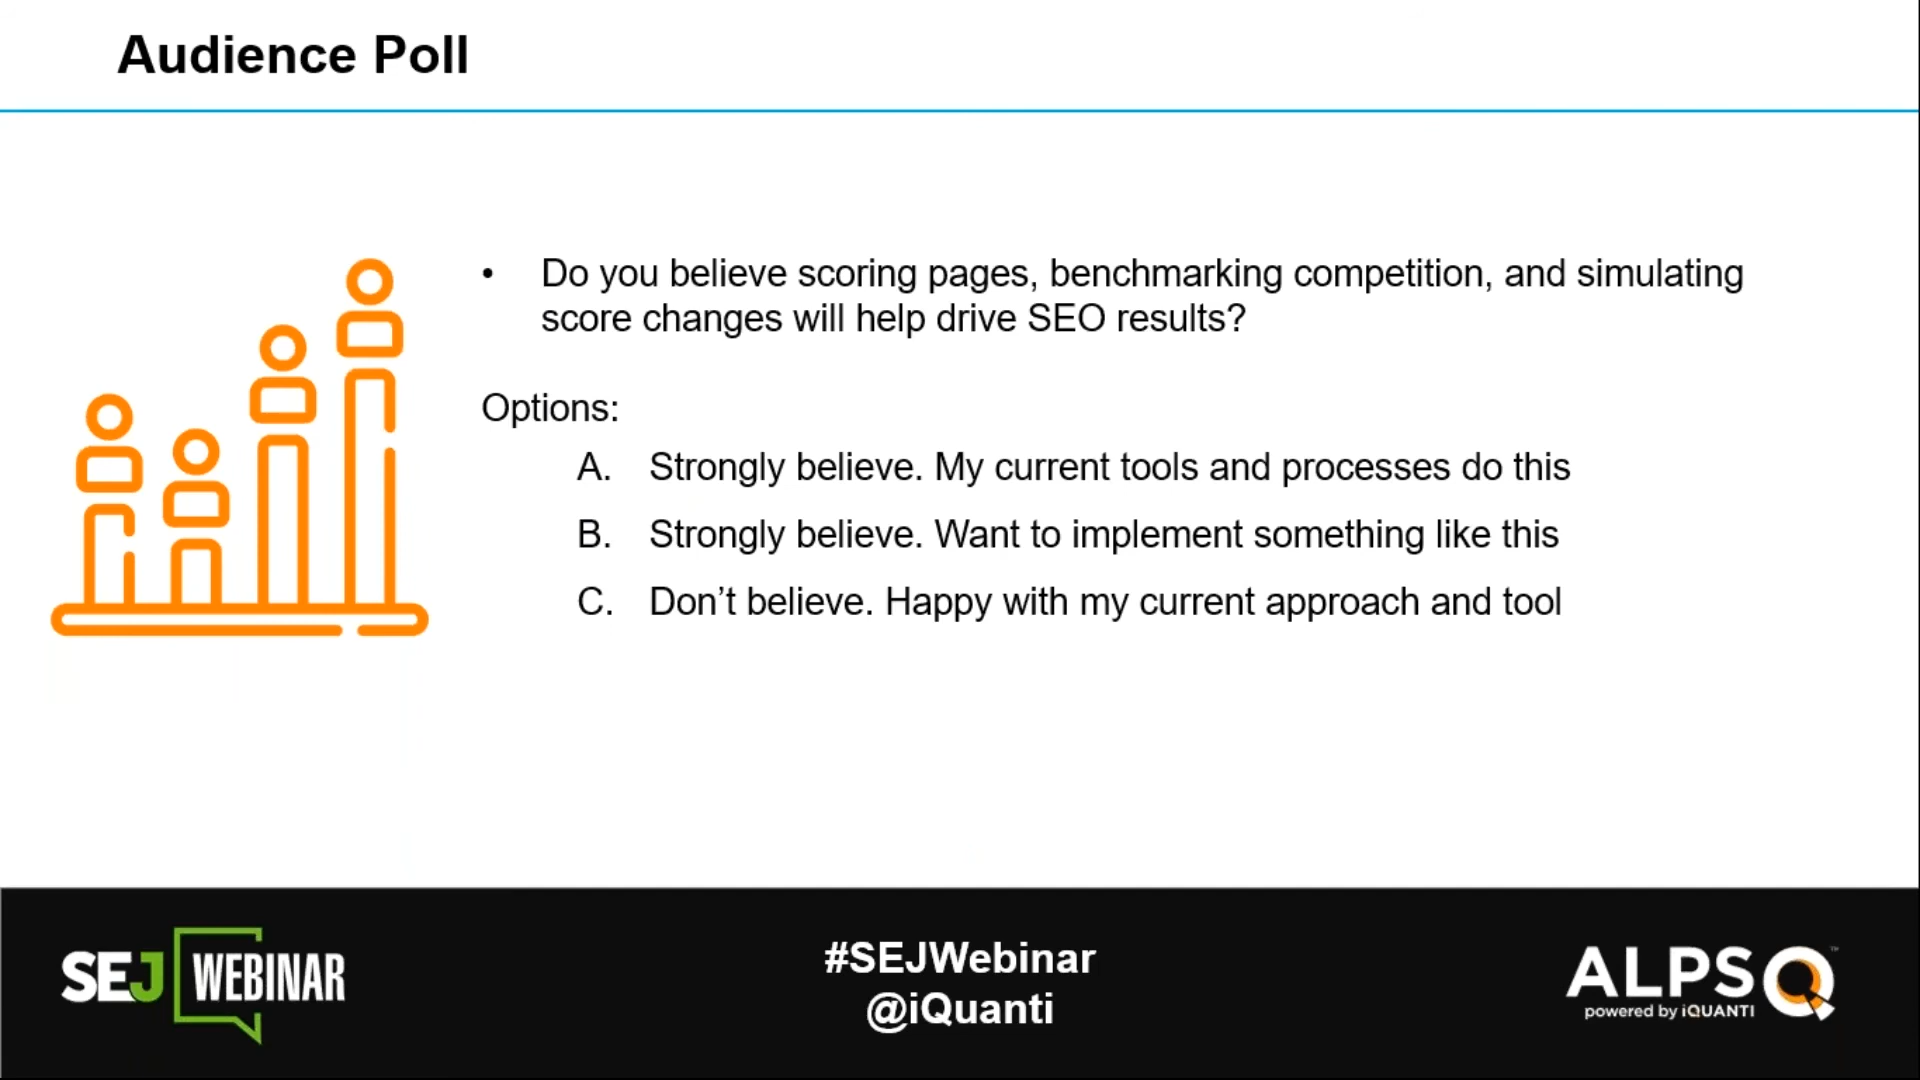 Audience Poll
• Do you believe scoring pages, benchmarking competition, and simulating
score changes will help drive SEO results?
Options:
A. Strongly believe. My current tools and processes do this
B. Strongly believe. Want to implement something like this
C. Don’t believe. Happy with my current approach and tool
SEJ WEBINAR
#SEJWebinar
@iQuanti
ALPS Q™
powered by iQUANTI